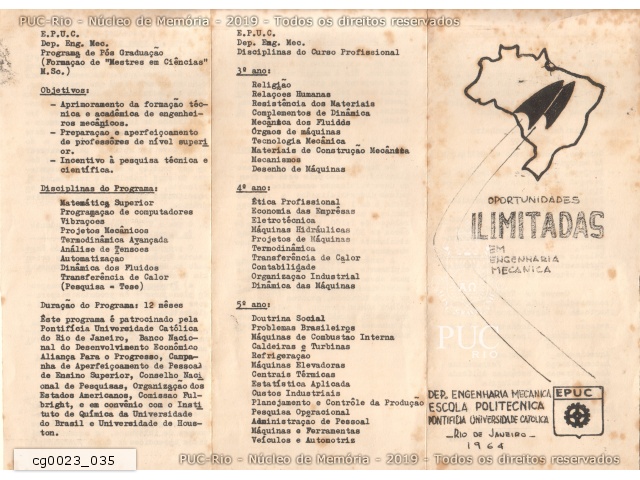 PUC-Rio - Núcleo de Memória - 2019 - Todos os direitos reservados
E.P.U.C.
Dep. Eng. Mec.
Programa de Pós Graduação
(Formaçao de "Mestres em Ciências"
M.Sc.)
Objetivos:
- Aprimoramento da formação téc-
nica e acadêmica de engenhei-
ros mecânicos.
- Preparação e aperfeiçoamento
de professôres de nível superi
or.
- Incentivo à pesquisa técnica e
científica.
Disciplinas do Programa:
Matemática Superior
Programaçao de computadores
Vibraçoes
Projetos Mecânicos
Termodinâmica Avançada
Análise de Tensoes
Automatização
Dinâmica dos Fluidos
Transferência de Calor
(Pesquisa + Tese)
Duração do Programa: 12 mêses
Êste programa é patrocinado pela
Pontifícia Universidade Católica
do Rio de Janeiro, Banco Nacio-
nal do Desenvolvimento Econômico
Aliança Para o Progresso, Campa-
nha de Aperfeiçoamento de Pessoal
de Ensino Superior, Conselho Naci
onal de Pesquisas, Organização dos
Estados Americanos, Comissao Ful-
bright, e em convênio com o Insti
tuto de Química da Universidade
do Brasil e Universidade de Hous-
ton.
E.P.U.C.
Dep. Eng. Mec.
Disciplinas do Curso Profissional
3º ano:
Religião
Relações Humanas
Resistência dos Materiais
Complementos de Dinâmica
Mecânica dos Fluidos
Órgãos de máquinas
Tecnologia Mecânica
Materiais de Construção Mecânica
Mecanismos
Desenho de Máquinas
4º ano:
Ética Profissional
Economia das Emprêsas
Eletrotécnica
Máquinas Hidráulicas
Projetos de Máquinas
Termodinâmica
Transferência de Calor
Contabilidade
Organização Industrial
Dinâmica das Máquinas
5º ano:
Doutrina Social
Problemas Brasileiros
Máquinas de Combustao Interna
Caldeiras e Turbinas
Refrigeração
Máquinas Elevadoras
Centrais Térmicas
Estatística Aplicada
Custos Industriais
Planejamento e Contrôle da Produção
Pesquisa Operacional
Administração de Pessoal
Máquinas e Ferramentas
Veículos e Automotriz
OPORTUNIDADES
ILIMITADAS
EM
ENGENHARIA
MECANICA
PUC
RIO
DEP. ENGENHARIA MECANICA
ESCOLA POLITECNICA
PONTIFÍCIA UNIVERSIDADE CATOLICA
- RIO DE JANEIRO -
1964
EPUC
cg0023_035
PUC-Rio - Núcleo de Memória - 2019 - Todos os direitos reservados